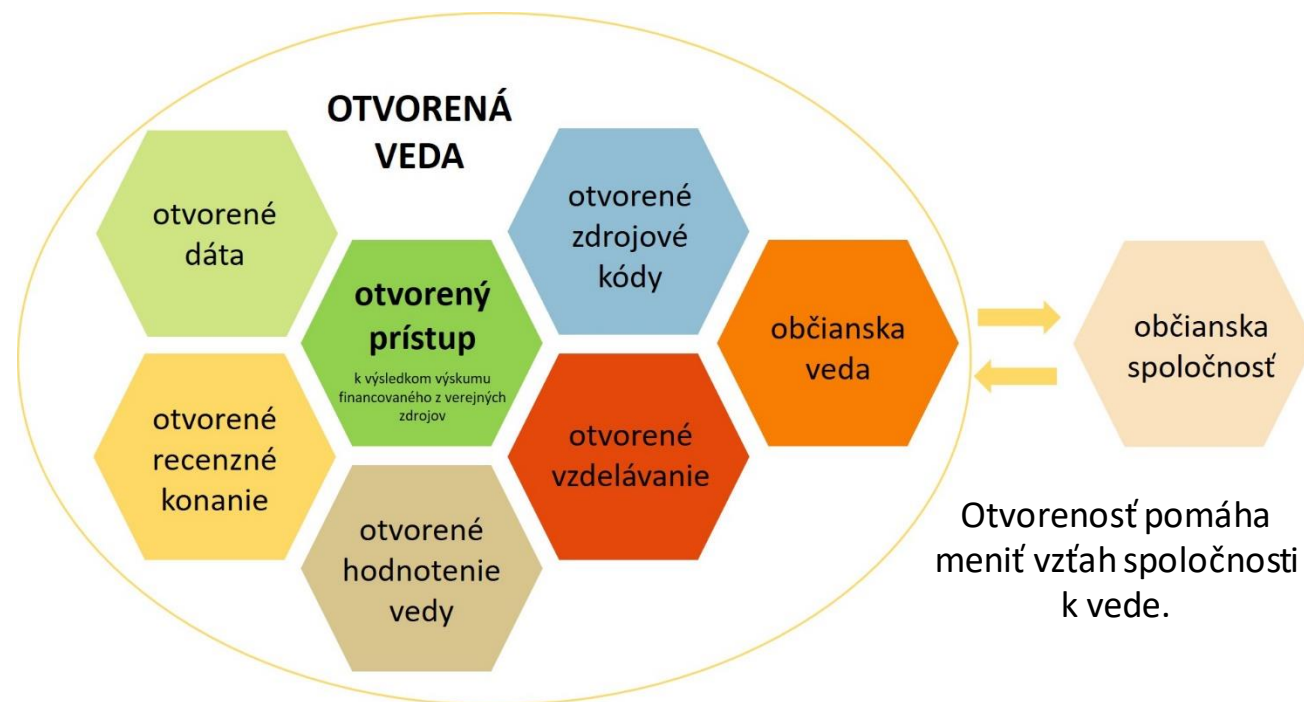 OTVORENÁ
VEDA
otvorené
dáta
otvorený
prístup
k výsledkom výskumu
financovaného z verejných
zdrojov
otvorené
zdrojové
kódy
občianska
veda
občianska
spoločnosť
otvorené
recenzné
konanie
otvorené
vzdelávanie
otvorené
hodnotenie
vedy
Otvorenosť pomáha
meniť vzťah spoločnosti
k vede.